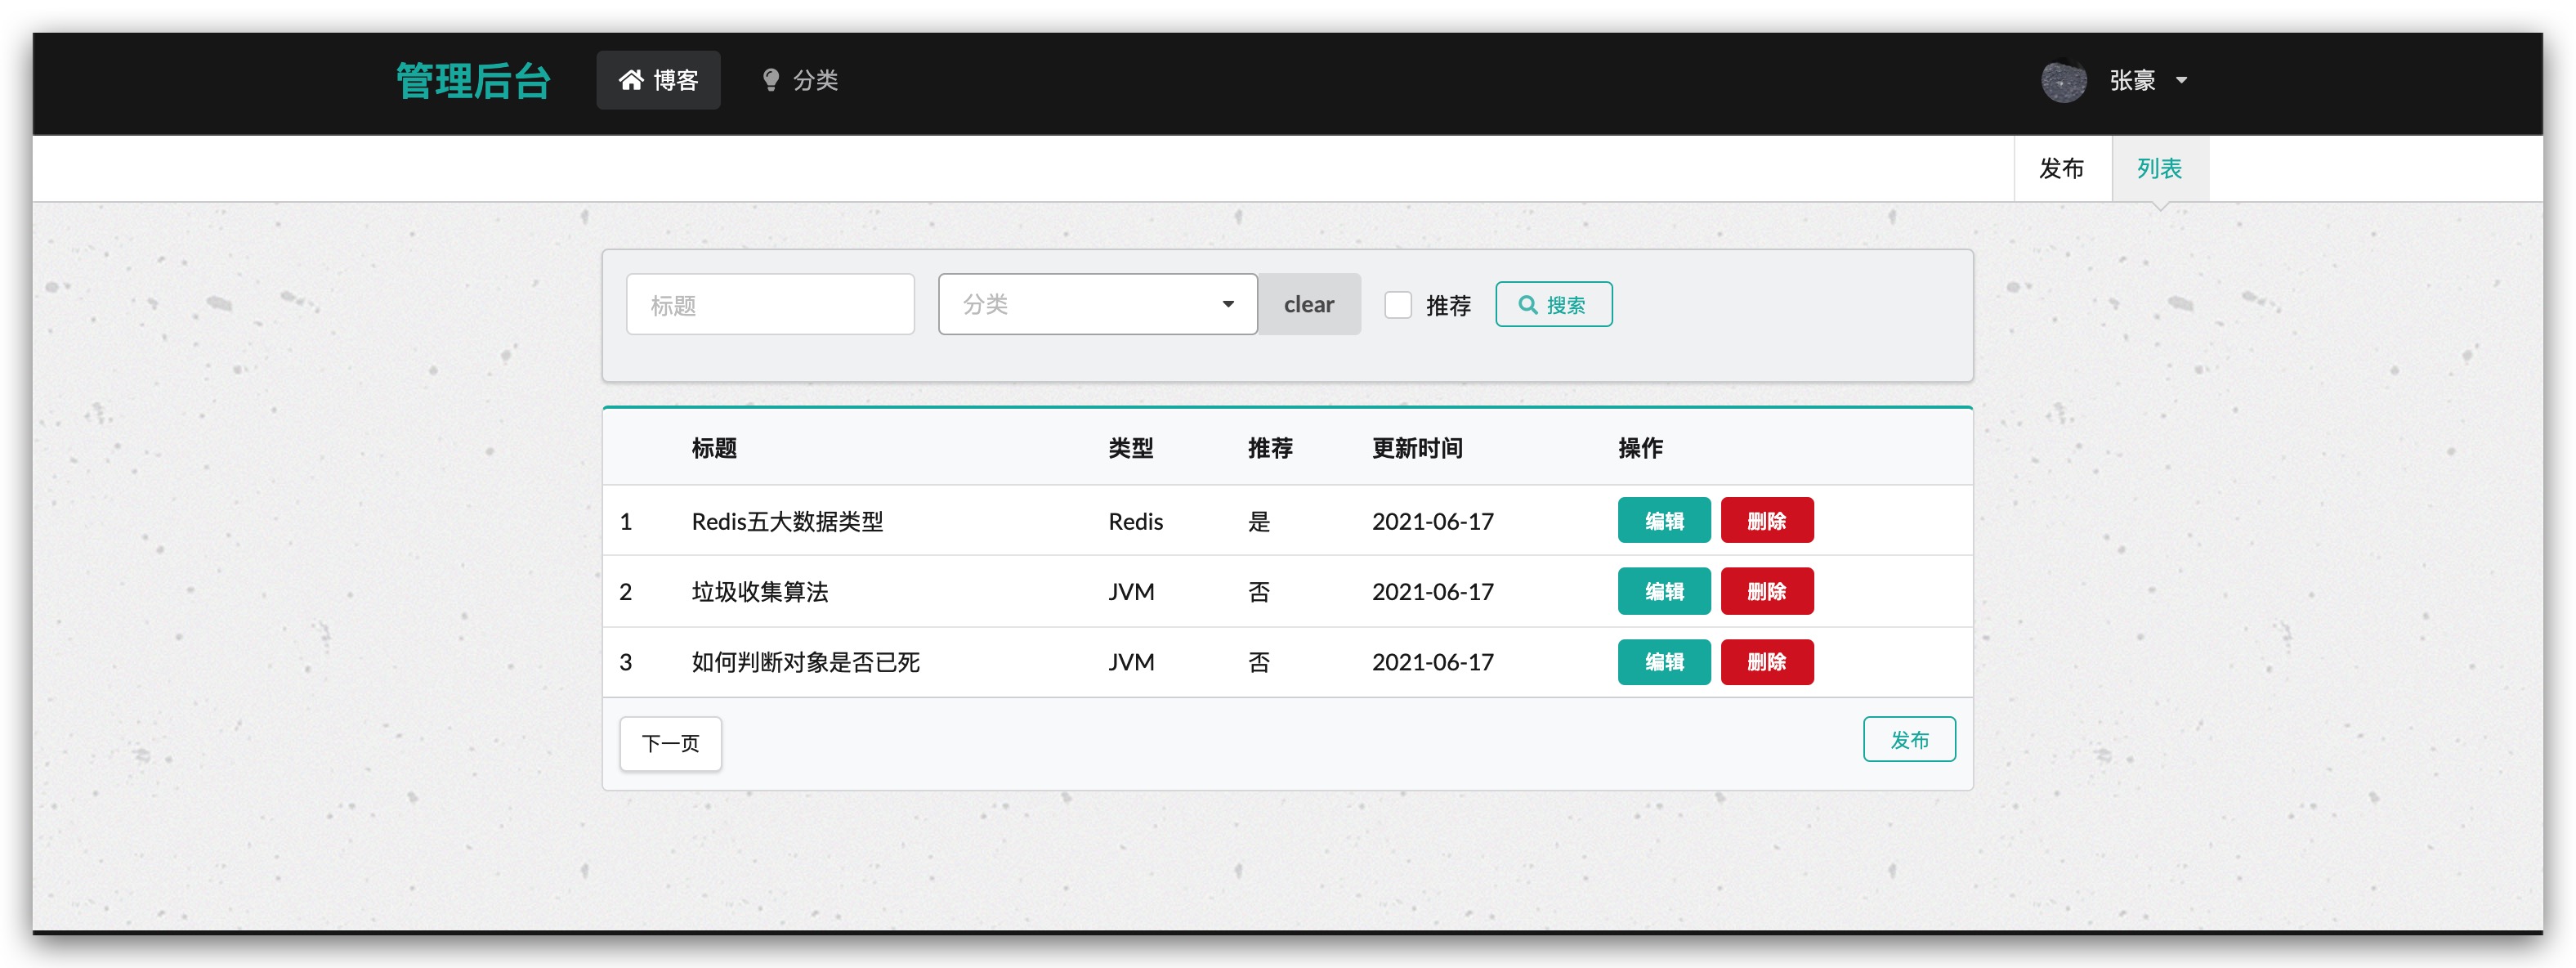 管理后台 博客 分类 张豪
发布 列表
标题 分类 clear 推荐 搜索
标题 类型 推荐 更新时间 操作
1 Redis五大数据类型 Redis 是 2021-06-17 编辑 删除
2 垃圾收集算法 JVM 否 2021-06-17 编辑 删除
3 如何判断对象是否已死 JVM 否 2021-06-17 编辑 删除
下一页 发布